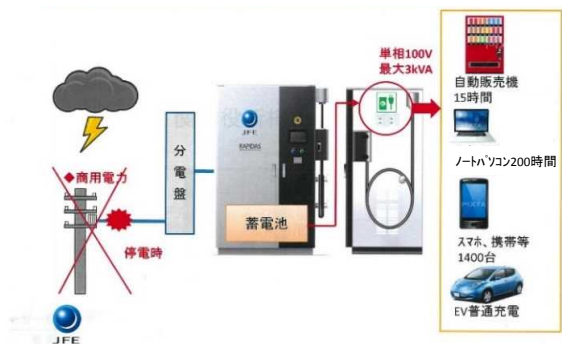 ◆商用電力
停電時
JFE
分電盤
JFE
RAPIDAS
蓄電池
単相100V
最大3kVA
自動販売機
15時間
ノートパソコン200時間
PIXTA
スマホ、携帯等
1400台
EV普通充電